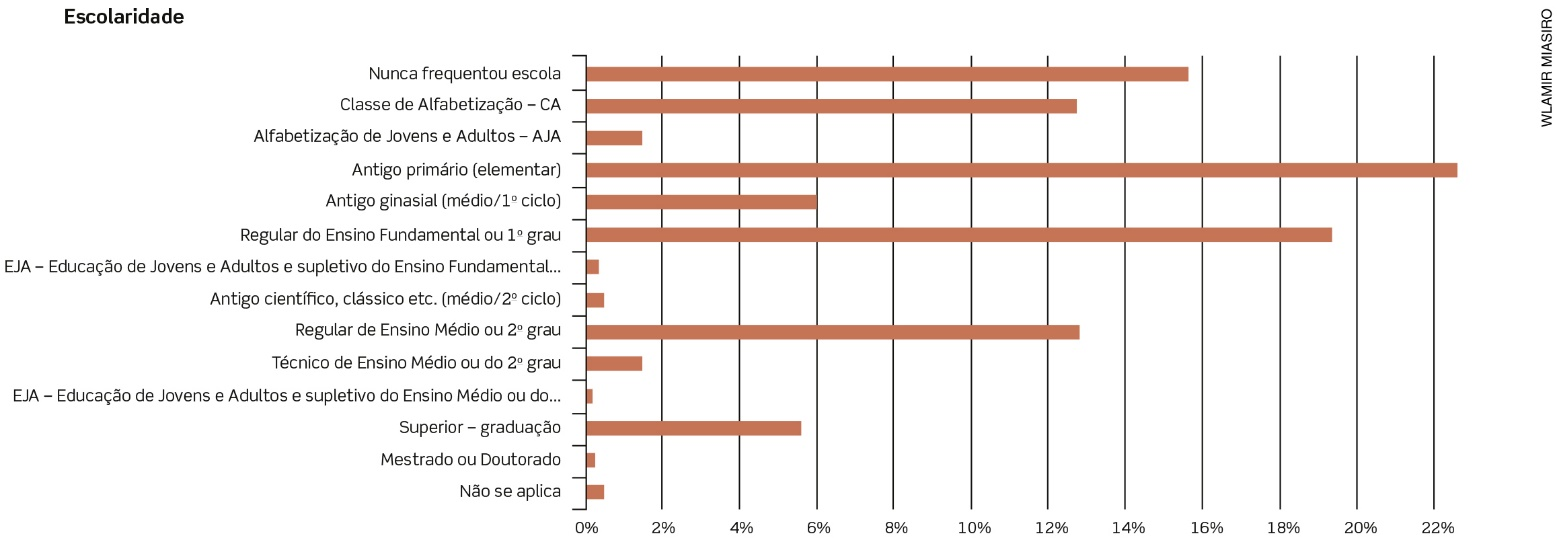 Escolaridade
WLAMIR MIASIRO
Nunca frequentou escola
Classe de Alfabetização – CA
Alfabetização de Jovens e Adultos – AJA
Antigo primário (elementar)
Antigo ginasial (médio/1º ciclo)
Regular do Ensino Fundamental ou 1º grau
EJA – Educação de Jovens e Adultos e supletivo do Ensino Fundamental...
Antigo científico, clássico etc. (médio/2º ciclo)
Regular de Ensino Médio ou 2º grau
Técnico de Ensino Médio ou do 2º grau
EJA – Educação de Jovens e Adultos e supletivo do Ensino Médio ou do...
Superior – graduação
Mestrado ou Doutorado
Não se aplica
0% 2% 4% 6% 8% 10% 12% 14% 16% 18% 20% 22%